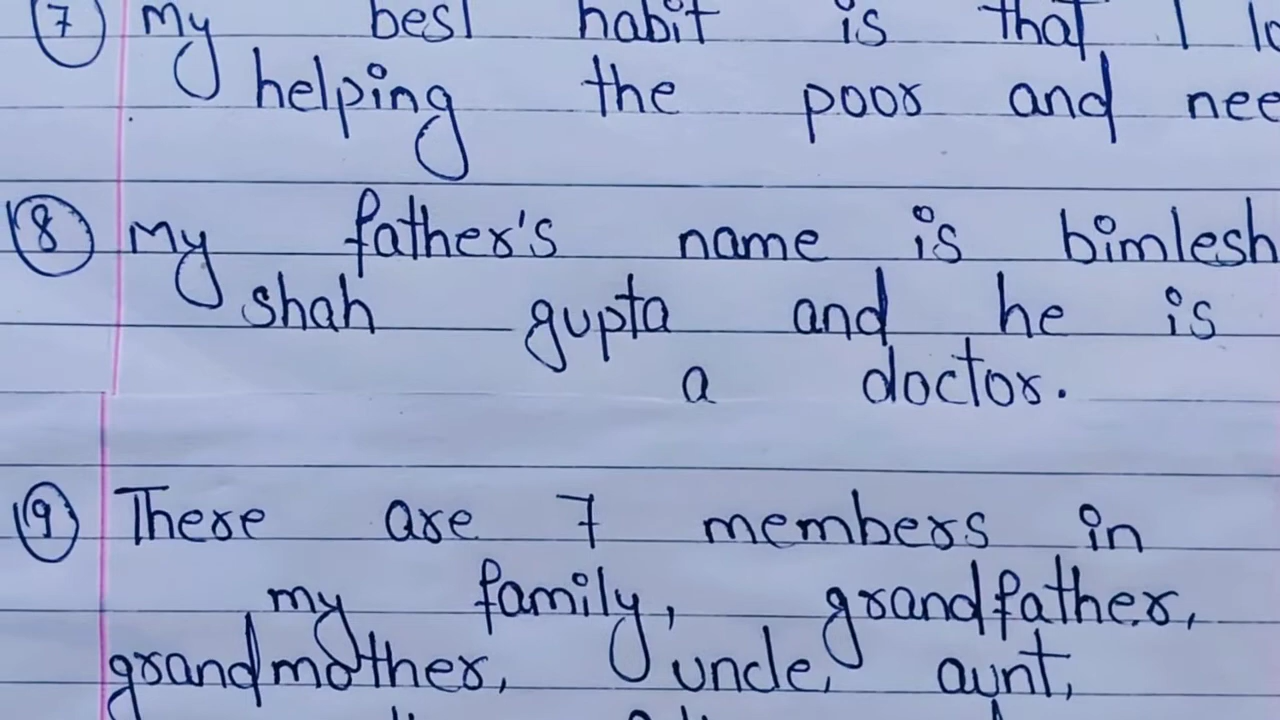 7 My best habit is that I
helping the poor and
8 My father's name is bimlesh
shah gupta and he is
a doctor.
9 There are 7 members in
my family, grandfather,
grandmother, uncle, aunt,